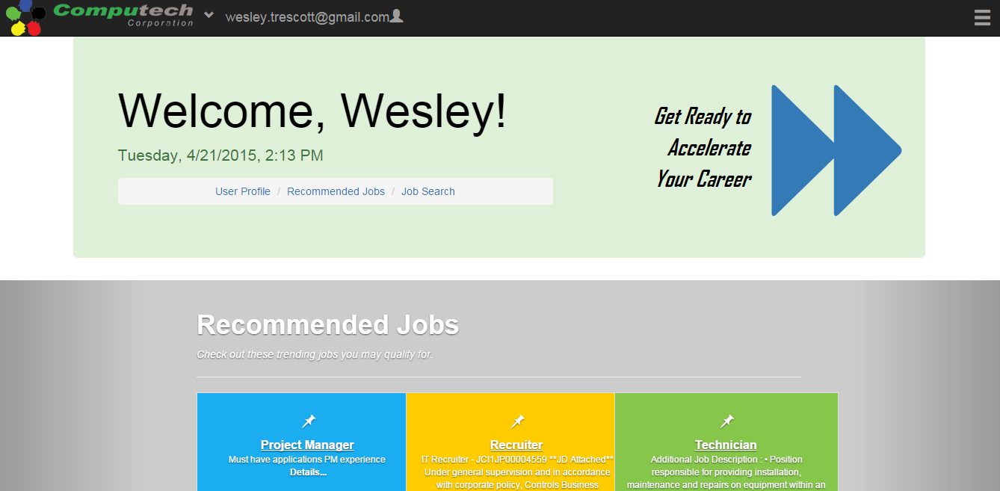 Computech
Corporation
wesley.trescott@gmail.com
Welcome, Wesley!
Tuesday, 4/21/2015, 2:13 PM
User Profile / Recommended Jobs / Job Search
Get Ready to
Accelerate
Your Career
Recommended Jobs
Check out these trending jobs you may qualify for.
Project Manager
Must have applications PM experience
Details...
Recruiter
IT Recruiter - JCI1JP00004559 **JD Attached**
Under general supervision and in accordance
with corporate policy, Controls Business
Technician
Additional Job Description : • Position
responsible for providing installation,
maintenance and repairs on equipment within an